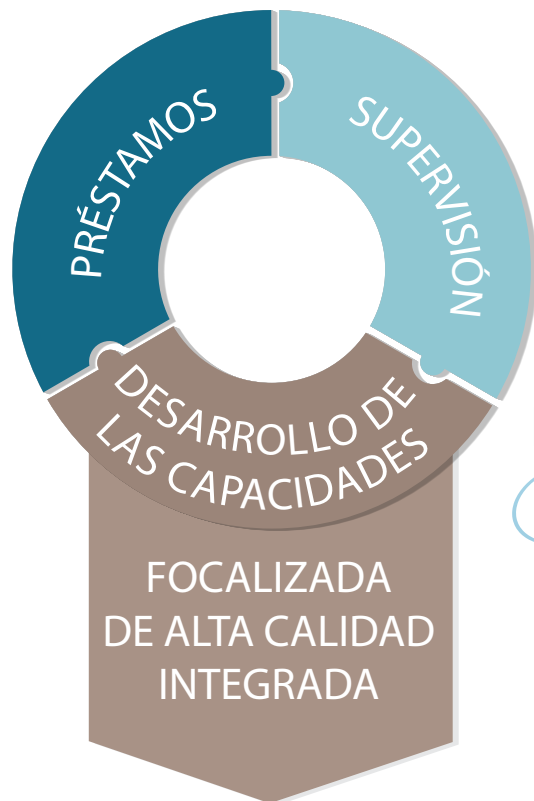 PRÉSTAMOS
SUPERVISIÓN
DESARROLLO DE
LAS CAPACIDADES
FOCALIZADA
DE ALTA CALIDAD
INTEGRADA